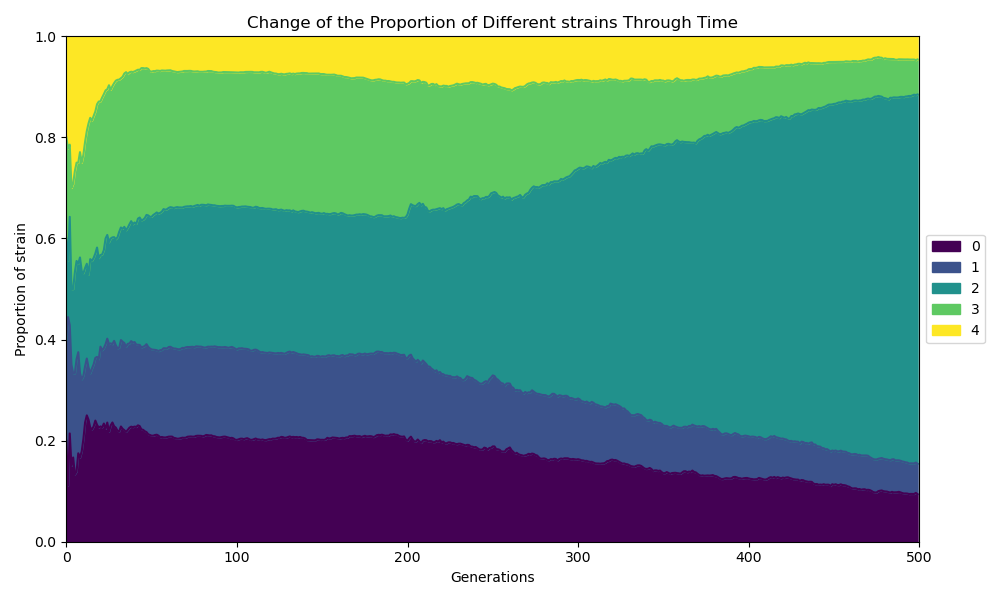 Change of the Proportion of Different strains Through Time
1.0
0.8
0.6
0.4
0.2
0.0
Proportion of strain
0 100 200 300 400 500
Generations
0
1
2
3
4